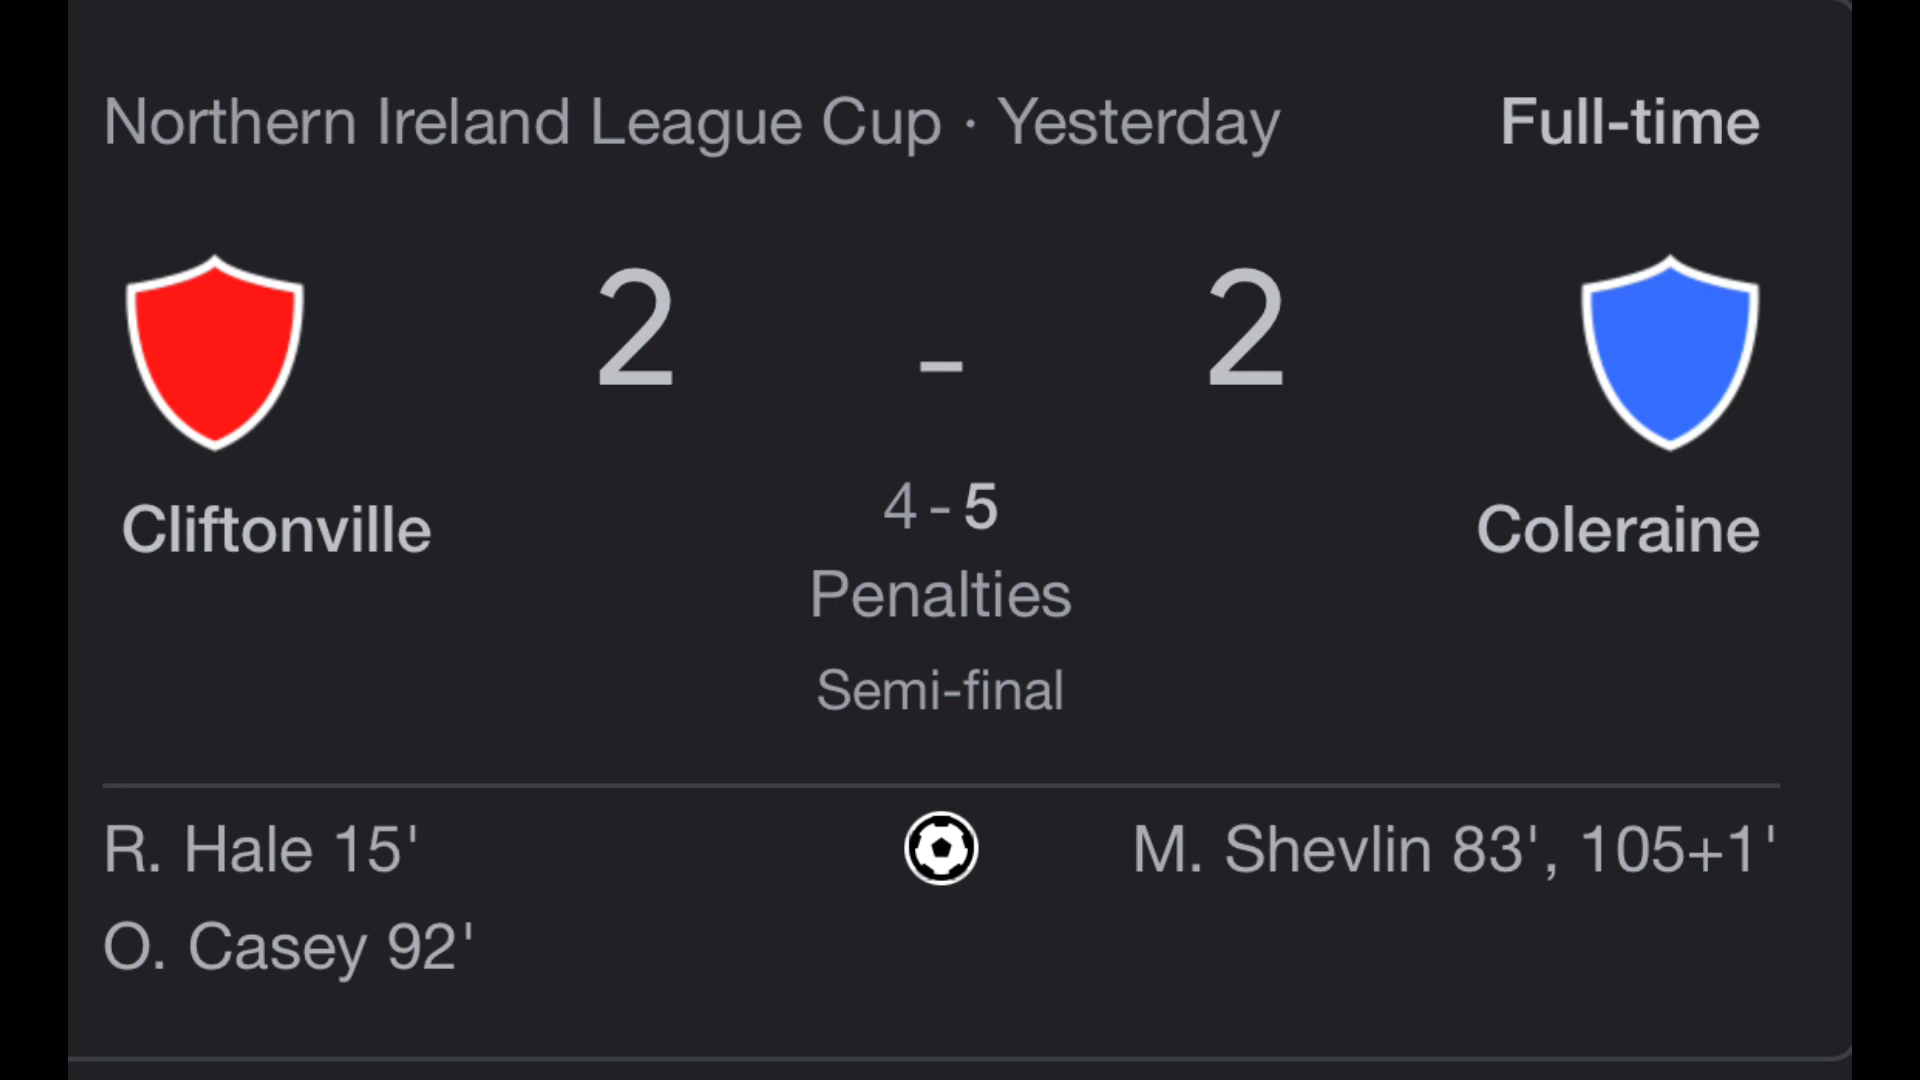 Northern Ireland League Cup · Yesterday Full-time
2 - 2
Cliftonville 4 - 5 Coleraine
Penalties
Semi-final
R. Hale 15' M. Shevlin 83', 105+1'
O. Casey 92'